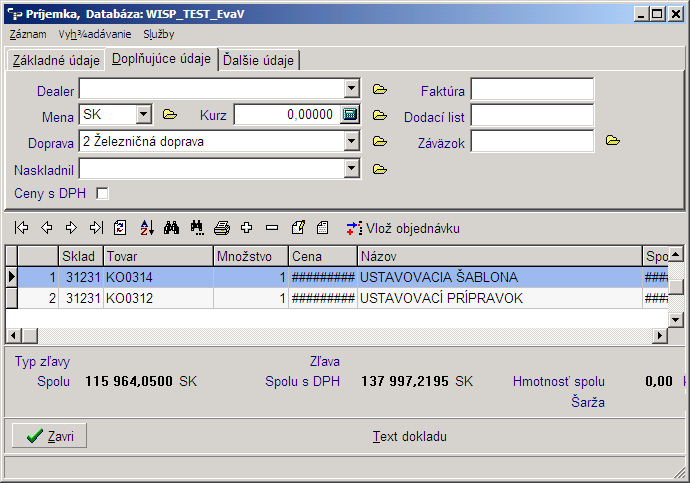 Príjemka, Databáza: WISP_TEST_EvaV
Záznam Vyh¾adávanie Služby
Základné údaje Doplňujúce údaje Ďalšie údaje
Dealer Faktúra
Mena SK Kurz 0,00000 Dodací list
Doprava 2 Železničná doprava Záväzok
Naskladnil
Ceny s DPH
Vlož objednávku
Sklad Tovar Množstvo Cena Názov Spo
1 31231 KO0314 1 ######### USTAVOVACIA ŠABLONA ###
2 31231 KO0312 1 ######### USTAVOVACÍ PRÍPRAVOK ###
Typ zľavy Zľava
Spolu 115 964,0500 SK Spolu s DPH 137 997,2195 SK Hmotnosť spolu 0,00
Šarža
Zavri Text dokladu